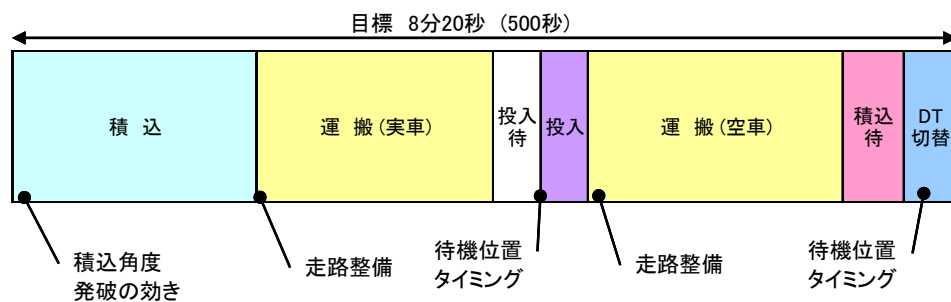 目標 8分20秒 (500秒)
積 込
運 搬 (実車)
投入
待
投入
運 搬 (空車)
積込
待
DT
切替
積込角度
発破の効き
走路整備
待機位置
タイミング
走路整備
待機位置
タイミング